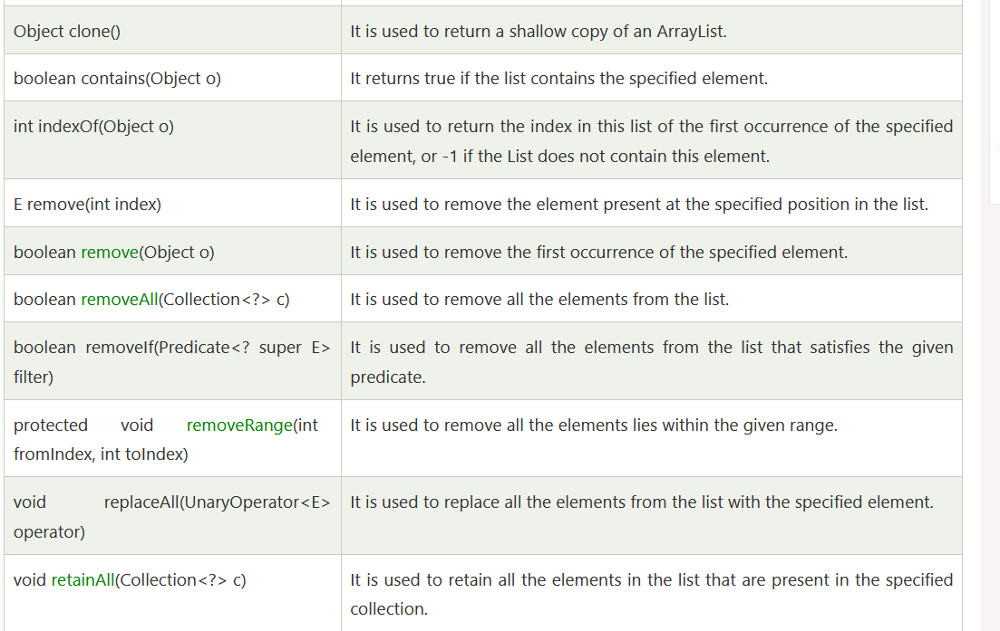 Object clone()
It is used to return a shallow copy of an ArrayList.
boolean contains(Object o)
It returns true if the list contains the specified element.
int indexOf(Object o)
It is used to return the index in this list of the first occurrence of the specified
element, or -1 if the List does not contain this element.
E remove(int index)
It is used to remove the element present at the specified position in the list.
boolean remove(Object o)
It is used to remove the first occurrence of the specified element.
boolean removeAll(Collection<?> c)
It is used to remove all the elements from the list.
boolean removeIf(Predicate<? super E>
filter)
It is used to remove all the elements from the list that satisfies the given
predicate.
protected void removeRange(int
fromIndex, int toIndex)
It is used to remove all the elements lies within the given range.
void replaceAll(UnaryOperator<E>
operator)
It is used to replace all the elements from the list with the specified element.
void retainAll(Collection<?> c)
It is used to retain all the elements in the list that are present in the specified
collection.